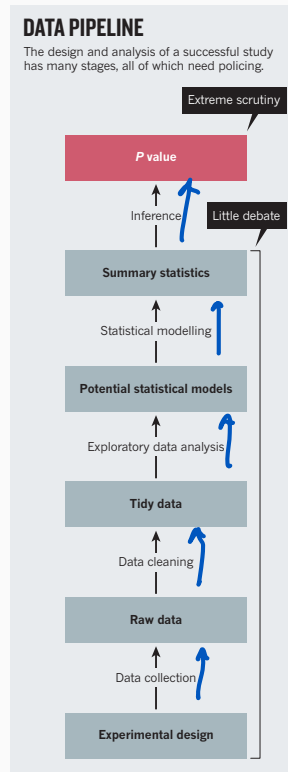 DATA PIPELINE
The design and analysis of a successful study
has many stages, all of which need policing.
Extreme scrutiny
P value
Inference
Little debate
Summary statistics
Statistical modelling
Potential statistical models
Exploratory data analysis
Tidy data
Data cleaning
Raw data
Data collection
Experimental design